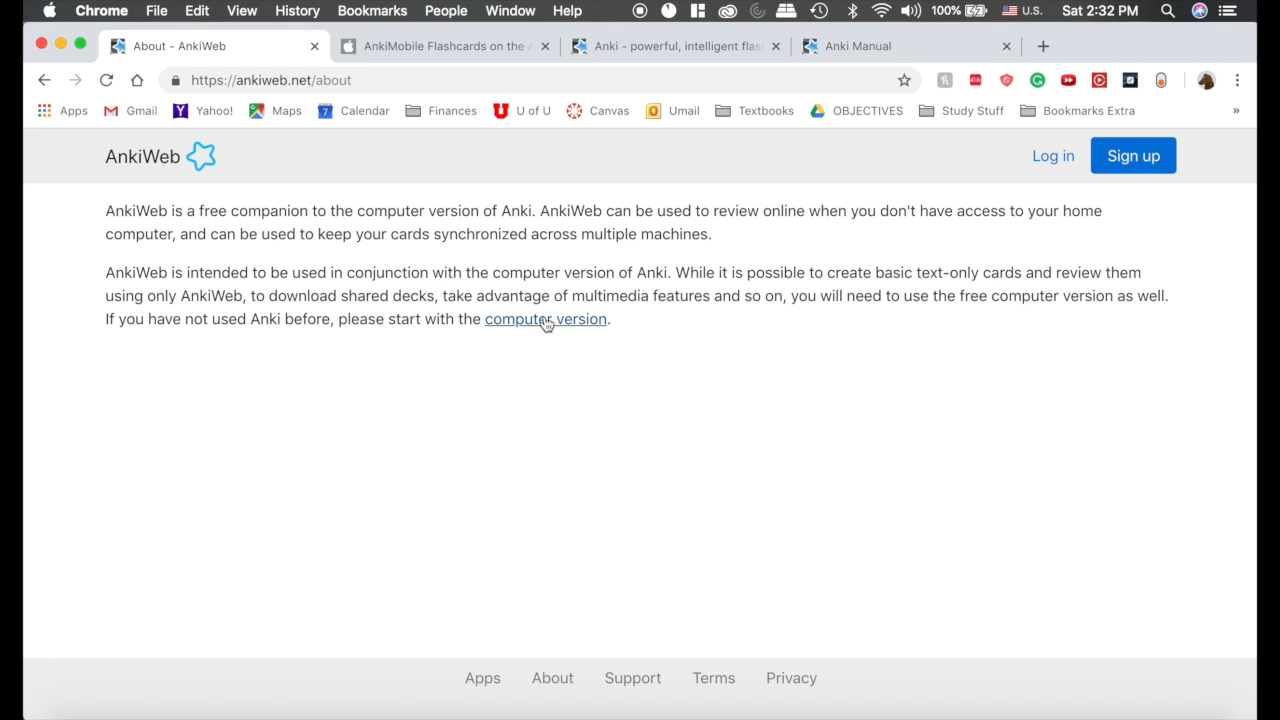 Chrome File Edit View History Bookmarks People Window Help 100% U.S. Sat 2:32 PM
About - AnkiWeb AnkiMobile Flashcards on the A Anki - powerful, intelligent flas Anki Manual
https://ankiweb.net/about
Apps Gmail Yahoo! Maps 7 Calendar Finances U of U Canvas Umail Textbooks OBJECTIVES Study Stuff Bookmarks Extra »
AnkiWeb Log in Sign up
AnkiWeb is a free companion to the computer version of Anki. AnkiWeb can be used to review online when you don't have access to your home
computer, and can be used to keep your cards synchronized across multiple machines.
AnkiWeb is intended to be used in conjunction with the computer version of Anki. While it is possible to create basic text-only cards and review them
using only AnkiWeb, to download shared decks, take advantage of multimedia features and so on, you will need to use the free computer version as well.
If you have not used Anki before, please start with the computer version.
Apps About Support Terms Privacy